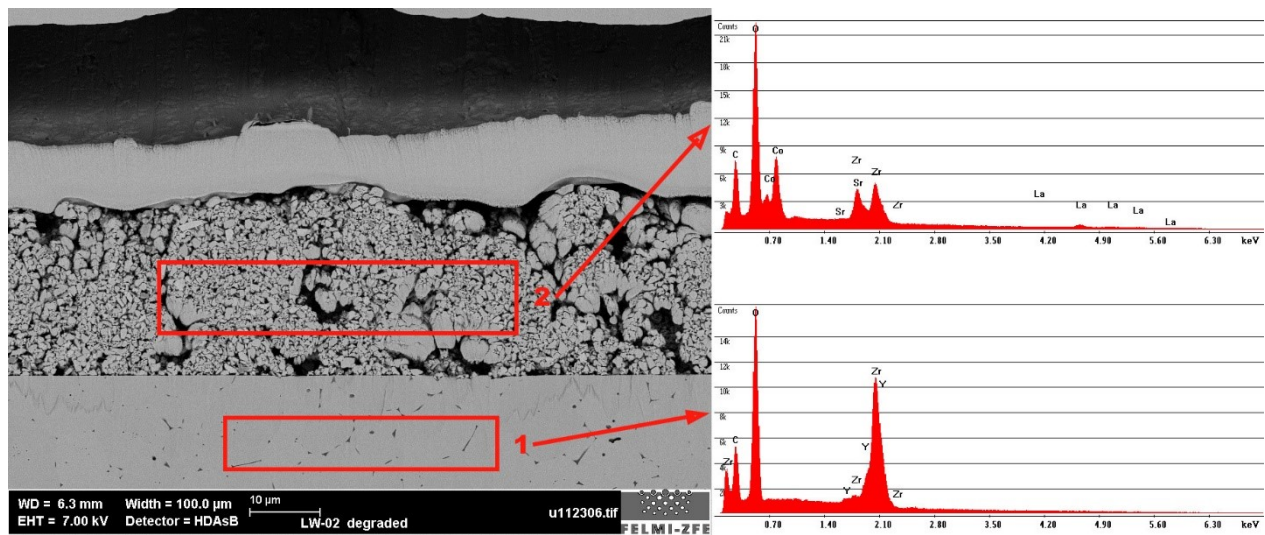 2
1
WD = 6.3 mm Width = 100.0 µm 10 µm
EHT = 7.00 kV Detector = HDAsB LW-02 degraded u112306.tif
FELMI-ZFE
Counts
21k
18k
15k
12k
9k
6k
3k
O
C
Co
Co
Sr
Zr
Sr
Zr
Zr
La
La
La
La
La
0.70 1.40 2.10 2.80 3.50 4.20 4.90 5.60 6.30 keV
Counts
14k
12k
10k
8k
6k
4k
2k
O
Zr
C
Y
Zr
Y
Zr
Y
Zr
0.70 1.40 2.10 2.80 3.50 4.20 4.90 5.60 6.30 keV